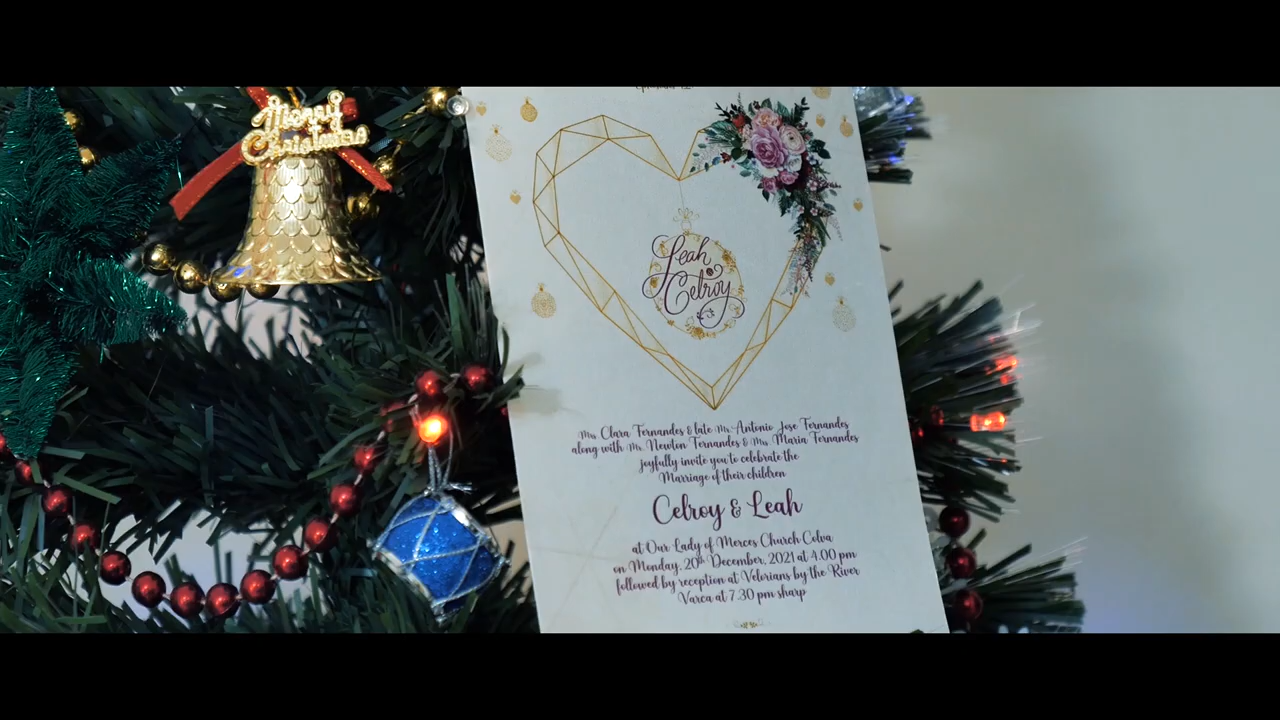 Merry
Christmas
Leah
Celroy
Mrs. Clara Fernandes & late Mr. Antonio Jose Fernandes
along with Mr. Newton Fernandes & Mrs. Maria Fernandes
joyfully invite you to celebrate the
Marriage of their children
Celroy & Leah
at Our Lady of Merces Church Colva
on Monday, 20th December, 2021 at 4.00 pm
followed by reception at Velorians by the River
Varca at 7.30 pm sharp